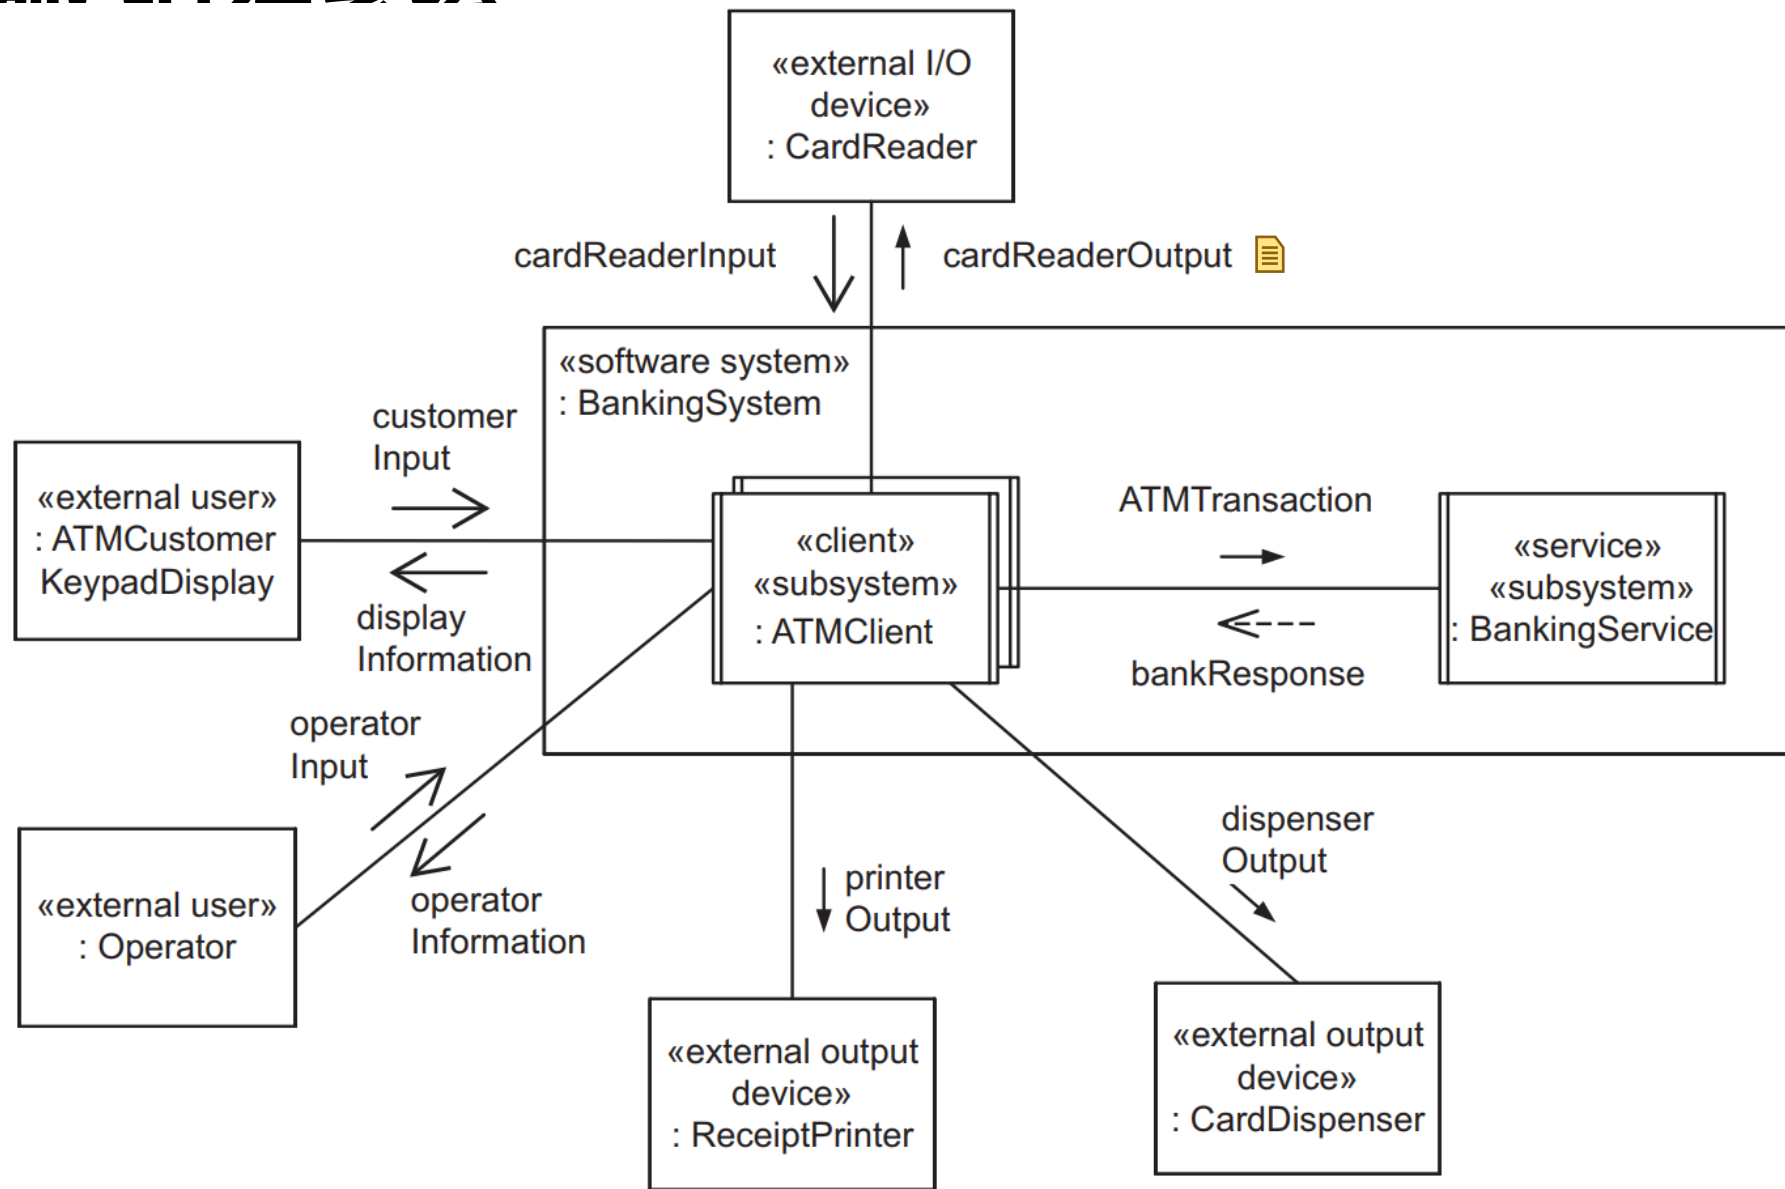 «external I/O
device»
: CardReader
cardReaderInput
cardReaderOutput
«software system»
: BankingSystem
customer
Input
«external user»
: ATMCustomer
KeypadDisplay
display
Information
«client»
«subsystem»
: ATMClient
ATMTransaction
bankResponse
«service»
«subsystem»
: BankingService
operator
Input
«external user»
: Operator
operator
Information
printer
Output
dispenser
Output
«external output
device»
: ReceiptPrinter
«external output
device»
: CardDispenser